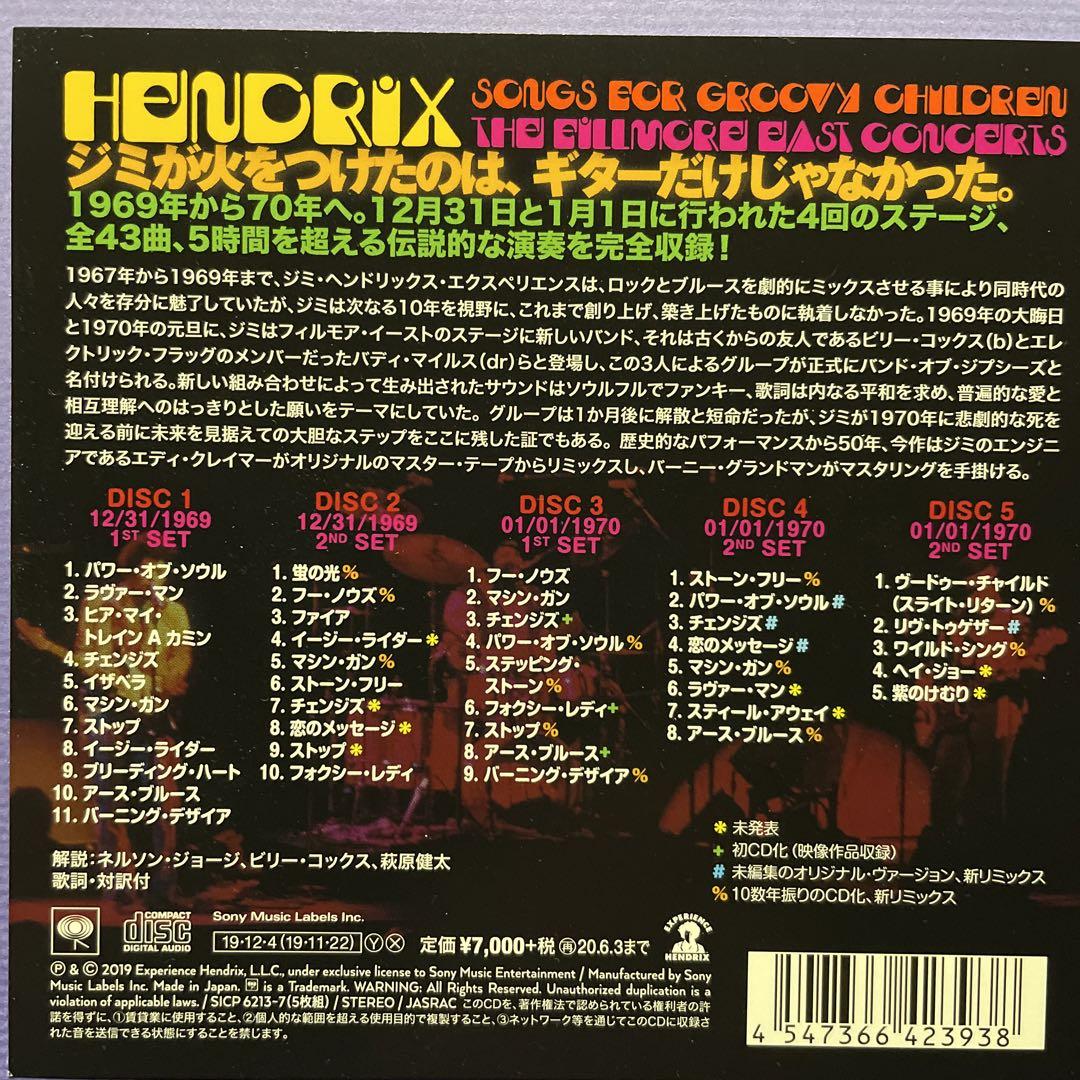 HENDRIX
SONGS FOR GROOVY CHILDREN
THE FILLMORE EAST CONCERTS
ジミが火をつけたのは、ギターだけじゃなかった。
1969年から70年へ。12月31日と1月1日に行われた4回のステージ、
全43曲、5時間を超える伝説的な演奏を完全収録!
1967年から1969年まで、ジミ・ヘンドリックス・エクスペリエンスは、ロックとブルースを劇的にミックスさせる事により同時代の
人々を存分に魅了していたが、ジミは次なる10年を視野に、これまで創り上げ、築き上げたものに執着しなかった。1969年の大晦日
と1970年の元旦に、ジミはフィルモア・イーストのステージに新しいバンド、それは古くからの友人であるビリー・コックス(b)とエレ
クトリック・フラッグのメンバーだったバディ・マイルス(dr)らと登場し、この3人によるグループが正式にバンド・オブ・ジプシーズと
名付けられる。新しい組み合わせによって生み出されたサウンドはソウルフルでファンキー、歌詞は内なる平和を求め、普遍的な愛と
相互理解へのはっきりとした願いをテーマにしていた。グループは1か月後に解散と短命だったが、ジミが1970年に悲劇的な死を
迎える前に未来を見据えての大胆なステップをここに残した証でもある。歴史的なパフォーマンスから50年、今作はジミのエンジニ
アであるエディ・クレイマーがオリジナルのマスター・テープからリミックスし、バーニー・グランドマンがマスタリングを手掛ける。
DISC 1
12/31/1969
1ST SET
1. パワー・オブ・ソウル
2. ラヴァー・マン
3. ヒア・マイ・
トレイン A カミン
4. チェンジズ
5. イザベラ
6. マシン・ガン
7. ストップ
8. イージー・ライダー
9. ブリーディング・ハート
10. アース・ブルース
11. バーニング・デザイア
DISC 2
12/31/1969
2ND SET
1. 蛍の光%
2. フー・ノウズ%
3. ファイア
4. イージー・ライダー*
5. マシン・ガン%
6. ストーン・フリー
7. チェンジズ*
8. 恋のメッセージ*
9. ストップ*
10. フォクシー・レディ
DISC 3
01/01/1970
1ST SET
1. フー・ノウズ
2. マシン・ガン
3. チェンジズ+
4. パワー・オブ・ソウル%
5. ステッピング・
ストーン%
6. フォクシー・レディ+
7. ストップ%
8. アース・ブルース+
9. バーニング・デザイア%
DISC 4
01/01/1970
2ND SET
1. ストーン・フリー%
2. パワー・オブ・ソウル#
3. チェンジズ#
4. 恋のメッセージ#
5. マシン・ガン%
6. ラヴァー・マン*
7. スティール・アウェイ*
8. アース・ブルース%
DISC 5
01/01/1970
2ND SET
1. ヴードゥー・チャイルド
(スライト・リターン)%
2. リヴ・トゥゲザー#
3. ワイルド・シング%
4. ヘイ・ジョー*
5. 紫のけむり*
* 未発表
+ 初CD化(映像作品収録)
# 未編集のオリジナル・ヴァージョン、新リミックス
% 10数年振りのCD化、新リミックス
解説:ネルソン・ジョージ、ビリー・コックス、萩原健太
歌詞・対訳付
COMPACT
disc
DIGITAL AUDIO
Sony Music Labels Inc.
19・12・4(19・11・22)ⓎⓍ 定価¥7,000+税 ㊢20.6.3まで
EXPERIENCE
HENDRIX
Ⓟ & © 2019 Experience Hendrix, L.L.C., under exclusive license to Sony Music Entertainment / Manufactured by Sony
Music Labels Inc. Made in Japan. is a Trademark. WARNING: All Rights Reserved. Unauthorized duplication is a
violation of applicable laws. / SICP 6213-7(5枚組) / STEREO / JASRAC このCDを、著作権法で認められている権利者の許
諾を得ずに、①賃貸業に使用すること、②個人的な範囲を超える使用目的で複製すること、③ネットワーク等を通じてこのCDに収録さ
れた音を送信できる状態にすることを禁じます。
4 547366 423938